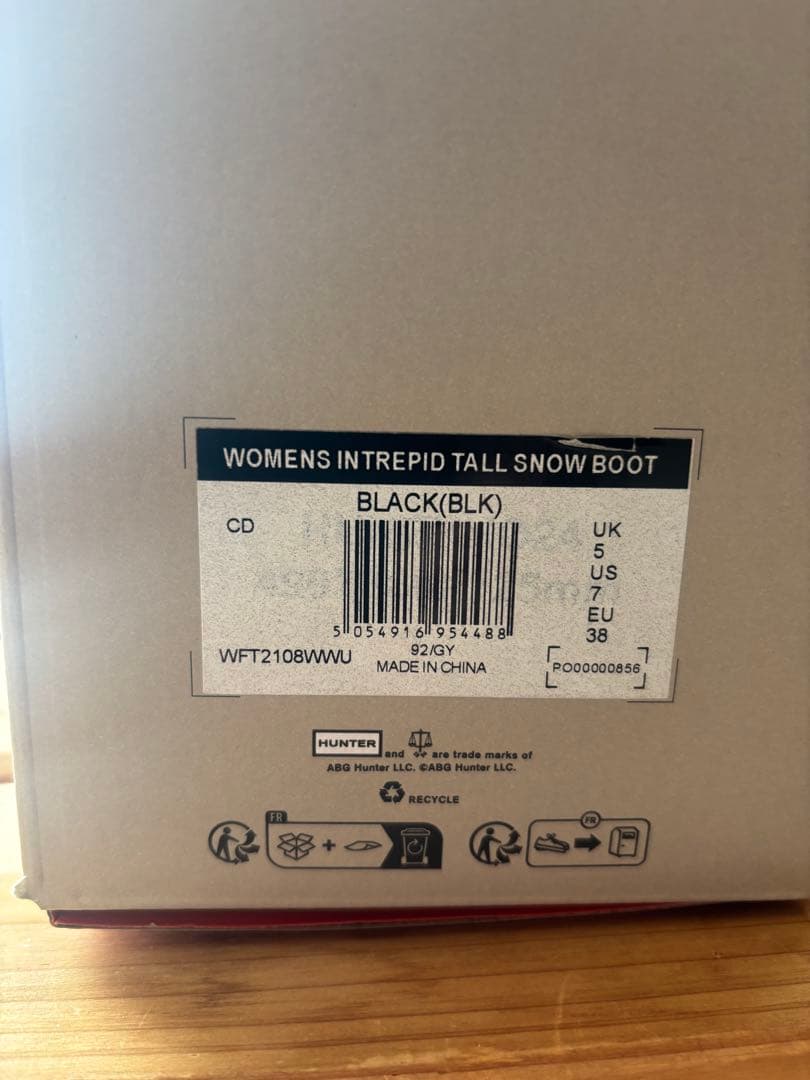 WOMENS INTREPID TALL SNOW BOOT
BLACK(BLK)
CD
UK
5
US
7
EU
38
5 054916 954488
WFT2108WWU
92/GY
MADE IN CHINA
PO00000856
HUNTER and are trade marks of
ABG Hunter LLC. ©ABG Hunter LLC.
RECYCLE
FR
FR